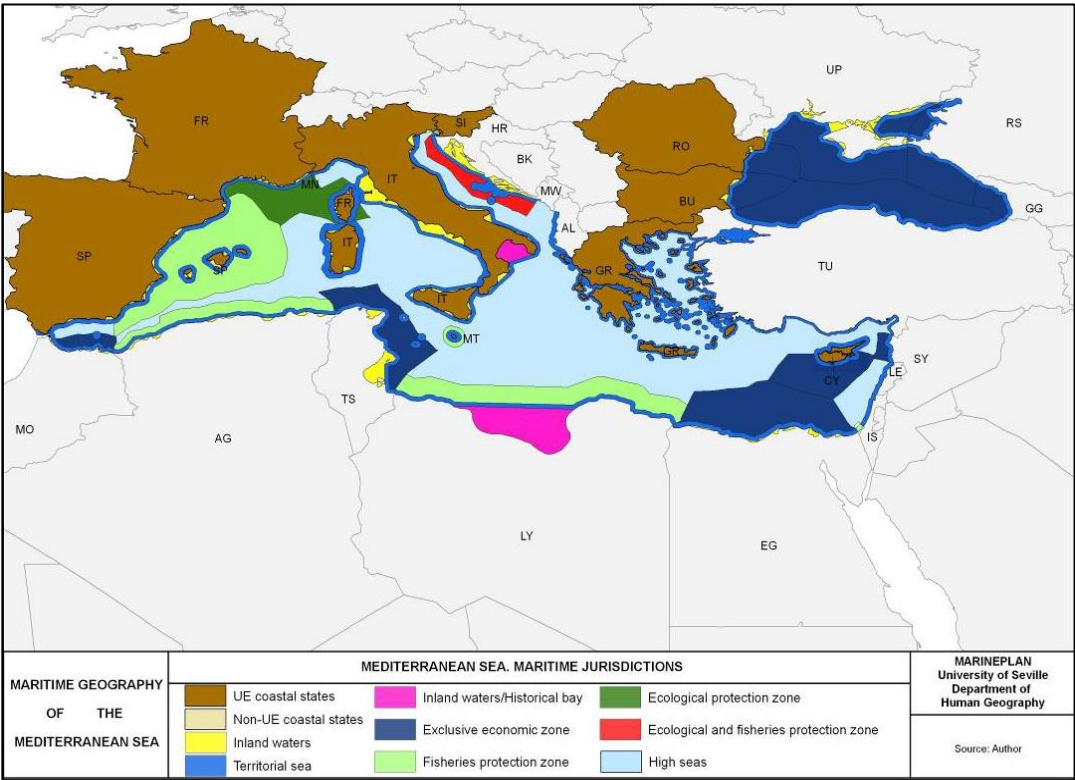 UP
FR
RS
SI
HR
RO
BK
MN
IT
MW
BU
GG
FR
AL
IT
SP
SP
GR
TU
IT
MT
GR
SY
CY
LE
TS
MO
AG
IS
LY
EG
MARITIME GEOGRAPHY
OF THE
MEDITERRANEAN SEA
MEDITERRANEAN SEA. MARITIME JURISDICTIONS
UE coastal states
Non-UE coastal states
Inland waters
Territorial sea
Inland waters/Historical bay
Exclusive economic zone
Fisheries protection zone
Ecological protection zone
Ecological and fisheries protection zone
High seas
MARINEPLAN
University of Seville
Department of
Human Geography
Source: Author